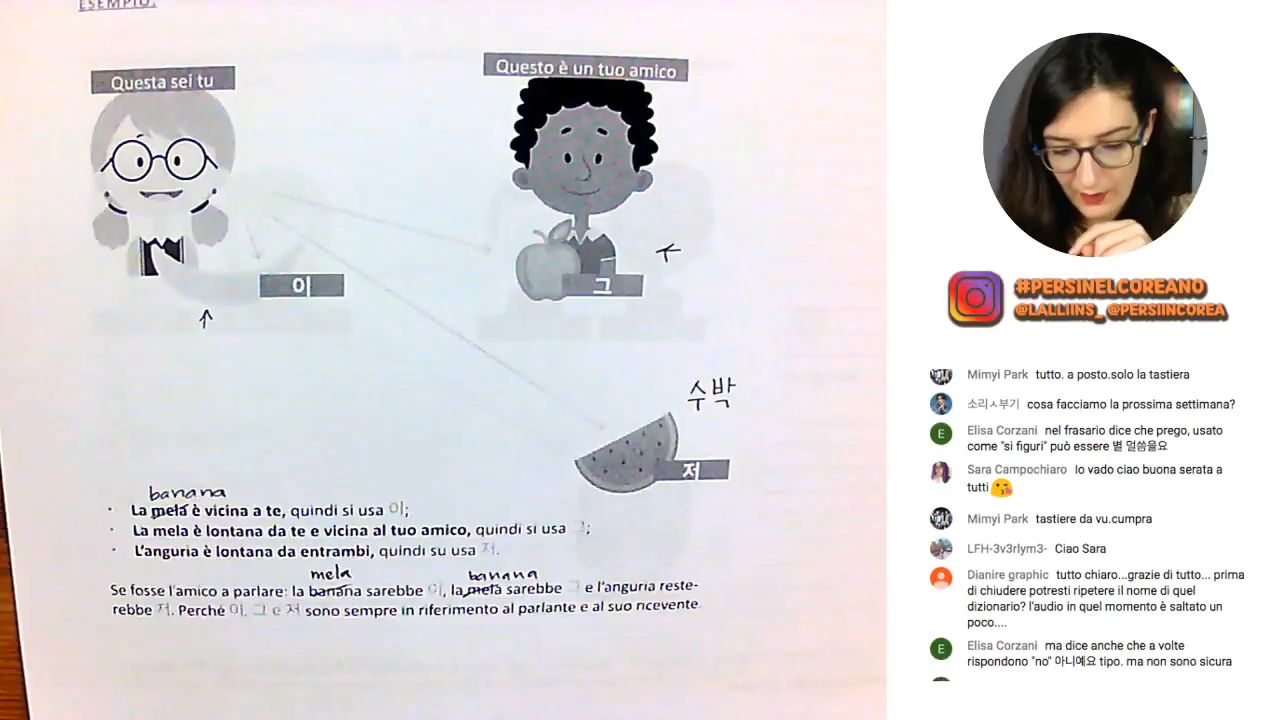 ESEMPIO:
Questa sei tu
Questo è un tuo amico
이
그
수박
저
banana
· La mela è vicina a te, quindi si usa 이;
· La mela è lontana da te e vicina al tuo amico, quindi si usa 그;
· L'anguria è lontana da entrambi, quindi su usa 저.
mela banana
Se fosse l'amico a parlare: la banana sarebbe 이, la mela sarebbe 그 e l'anguria reste-
rebbe 저. Perché 이, 그 e 저 sono sempre in riferimento al parlante e al suo ricevente.
#PERSINELCOREANO
@LALLIINS_ @PERSIINCOREA
Mimyi Park tutto. a posto.solo la tastiera
소리ㅅ부기 cosa facciamo la prossima settimana?
E Elisa Corzani nel frasario dice che prego, usato
come "si figuri" può essere 별 멀씀을요
Sara Campochiaro Io vado ciao buona serata a
tutti
Mimyi Park tastiere da vu.cumpra
LFH-3v3rlym3- Ciao Sara
Dianire graphic tutto chiaro...grazie di tutto... prima
di chiudere potresti ripetere il nome di quel
dizionario? l'audio in quel momento è saltato un
poco....
E Elisa Corzani ma dice anche che a volte
rispondono "no" 아니예요 tipo. ma non sono sicura